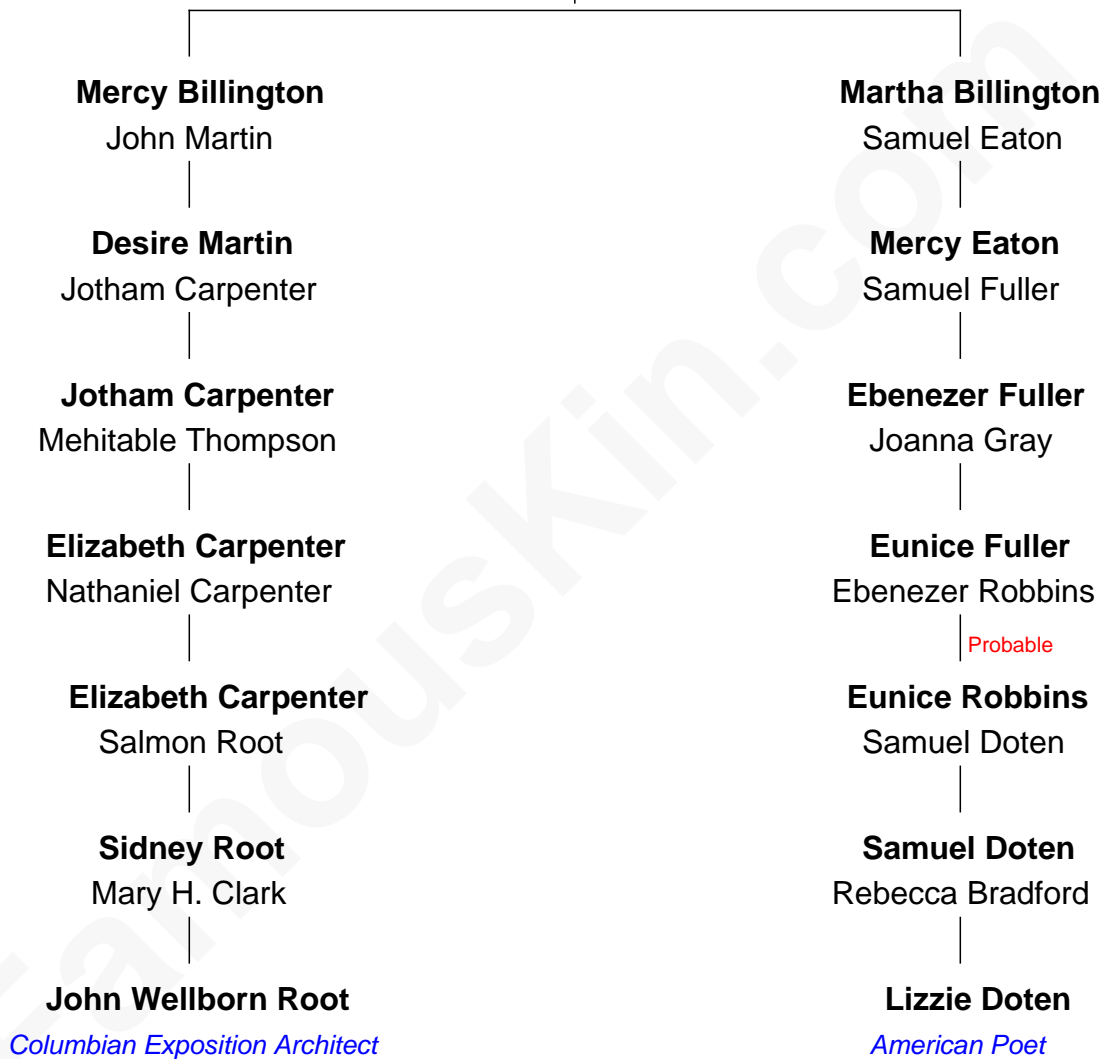 Mercy Billington
John Martin
Desire Martin
Jotham Carpenter
Jotham Carpenter
Mehitable Thompson
Elizabeth Carpenter
Nathaniel Carpenter
Elizabeth Carpenter
Salmon Root
Sidney Root
Mary H. Clark
John Wellborn Root
Columbian Exposition Architect
Martha Billington
Samuel Eaton
Mercy Eaton
Samuel Fuller
Ebenezer Fuller
Joanna Gray
Eunice Fuller
Ebenezer Robbins
Probable
Eunice Robbins
Samuel Doten
Samuel Doten
Rebecca Bradford
Lizzie Doten
American Poet
FamousKin.com